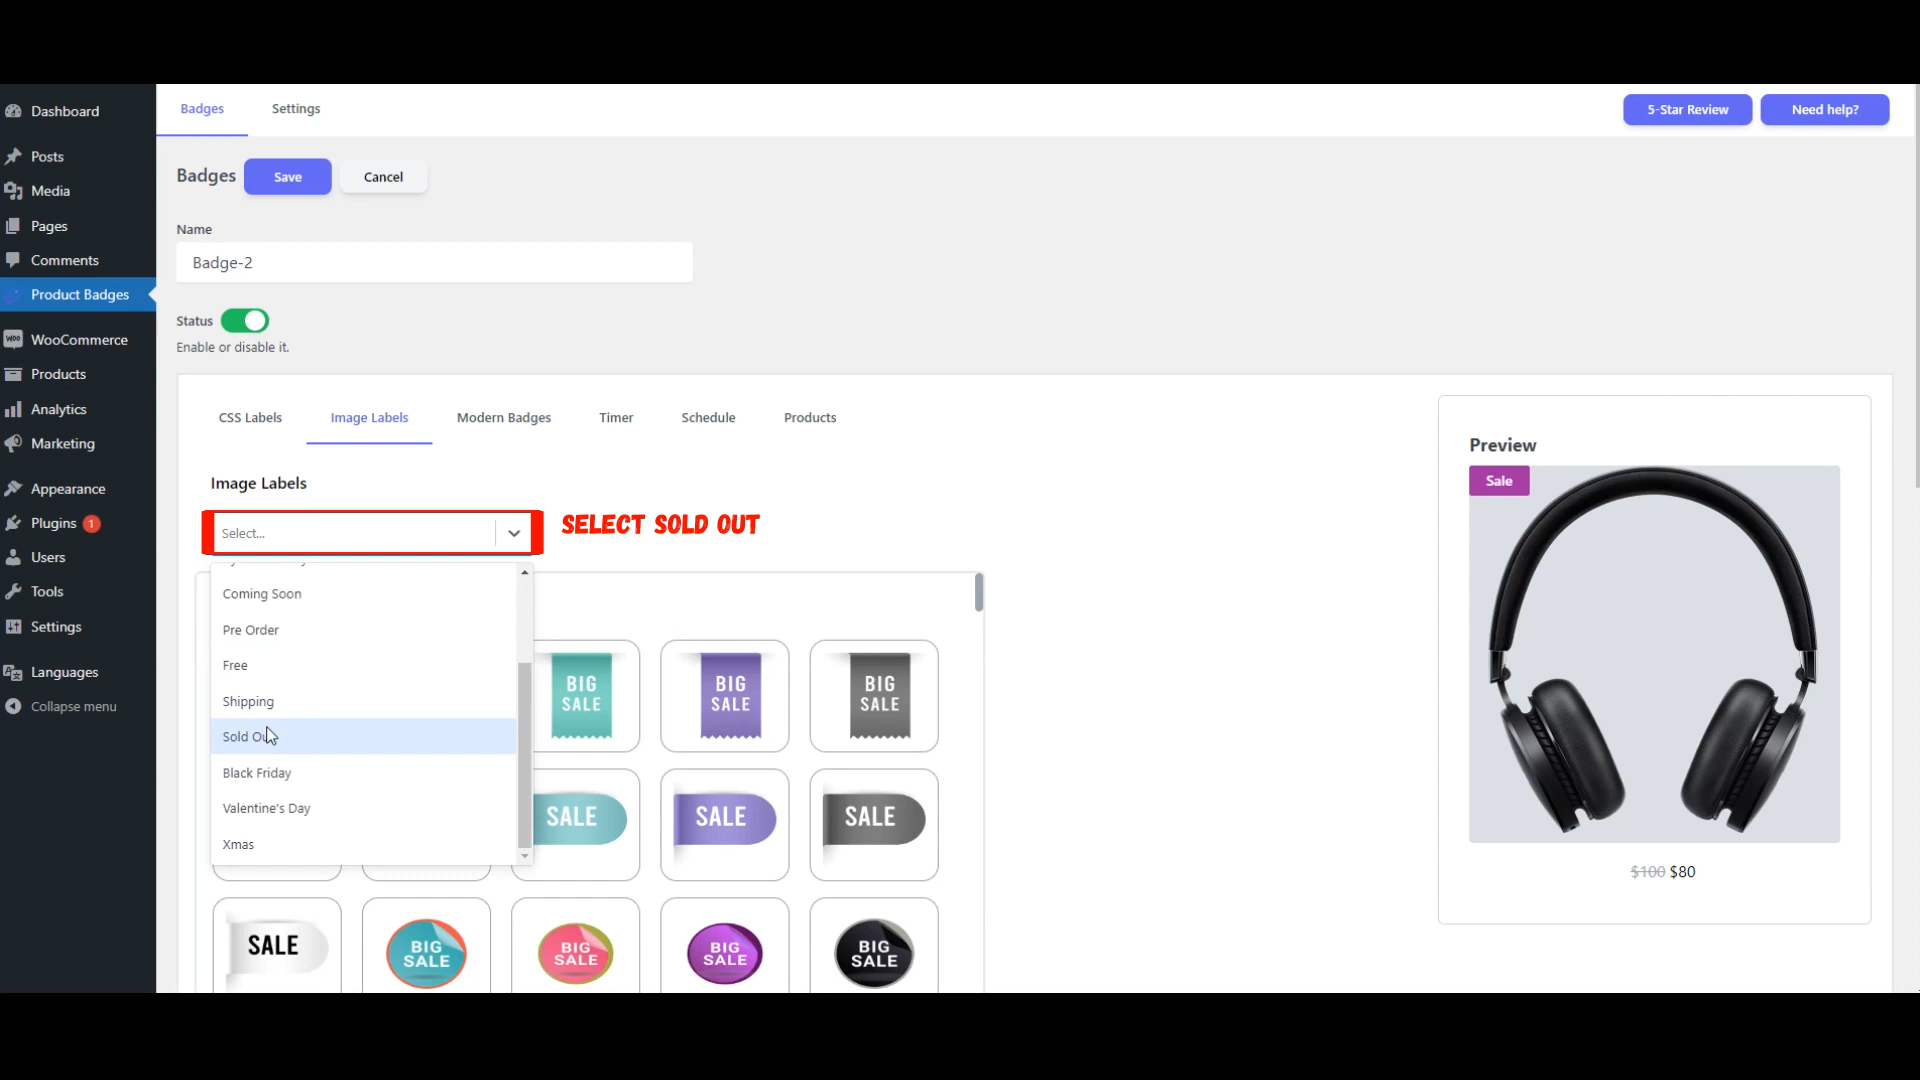 Badges
Settings
5-Star Review
Need help?
Dashboard
Posts
Media
Pages
Comments
Product Badges
WOO
WooCommerce
Products
Analytics
Marketing
Appearance
Plugins 1
Users
Tools
Settings
Languages
Collapse menu
Badges
Save
Cancel
Name
Badge-2
Status
Enable or disable it.
CSS Labels
Image Labels
Modern Badges
Timer
Schedule
Products
Image Labels
Select...
SELECT SOLD OUT
Coming Soon
Pre Order
Free
Shipping
Sold Out
Black Friday
Valentine's Day
Xmas
BIG
SALE
BIG
SALE
BIG
SALE
SALE
SALE
SALE
SALE
BIG
SALE
BIG
SALE
BIG
SALE
BIG
SALE
Preview
Sale
$100 $80